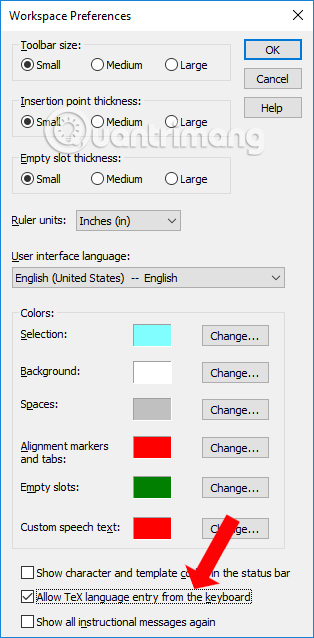 Workspace Preferences
Toolbar size:
Small Medium Large
OK
Cancel
Insertion point thickness:
Help
Small Medium Large
Quantrimang
Empty slot thickness:
Small Medium Large
Ruler units: Inches (in)
User interface language:
English (United States) -- English
Colors:
Selection: Change...
Background: Change...
Spaces: Change...
Alignment markers
and tabs: Change...
Empty slots: Change...
Custom speech text: Change...
Show character and template in the status bar
Allow TeX language entry from the keyboard
Show all instructional messages again